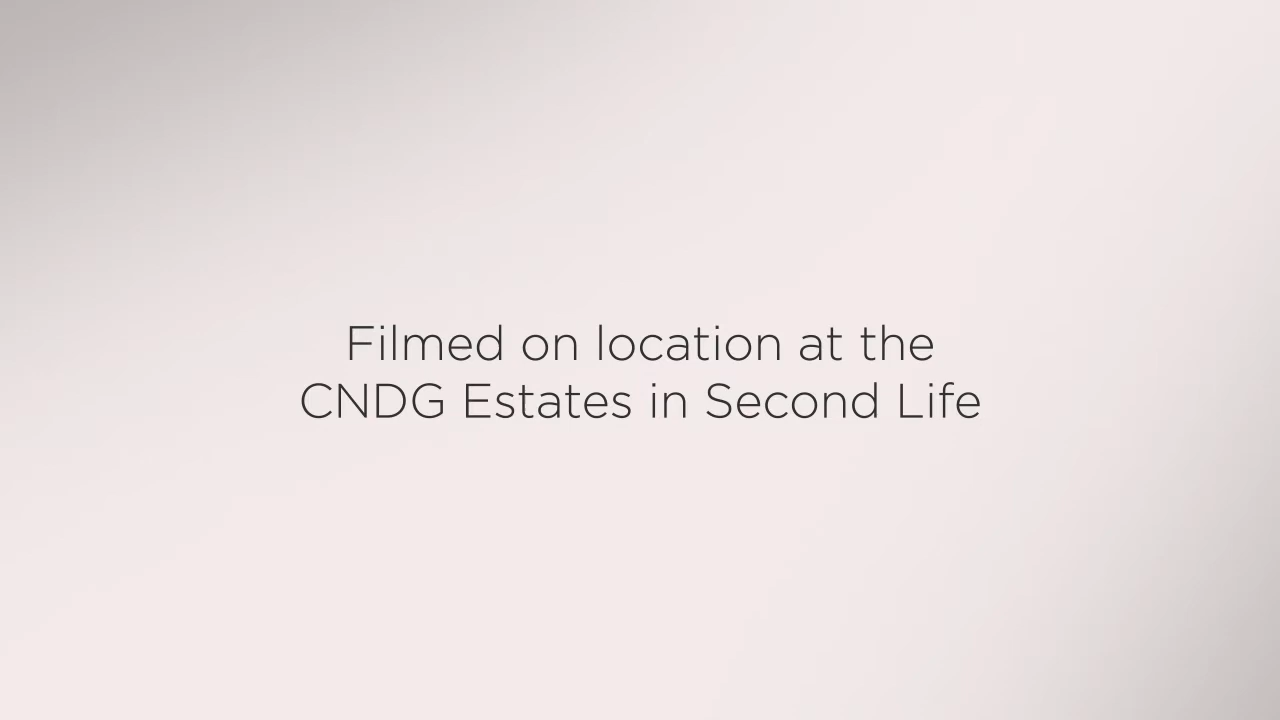 Filmed on location at the
CNDG Estates in Second Life